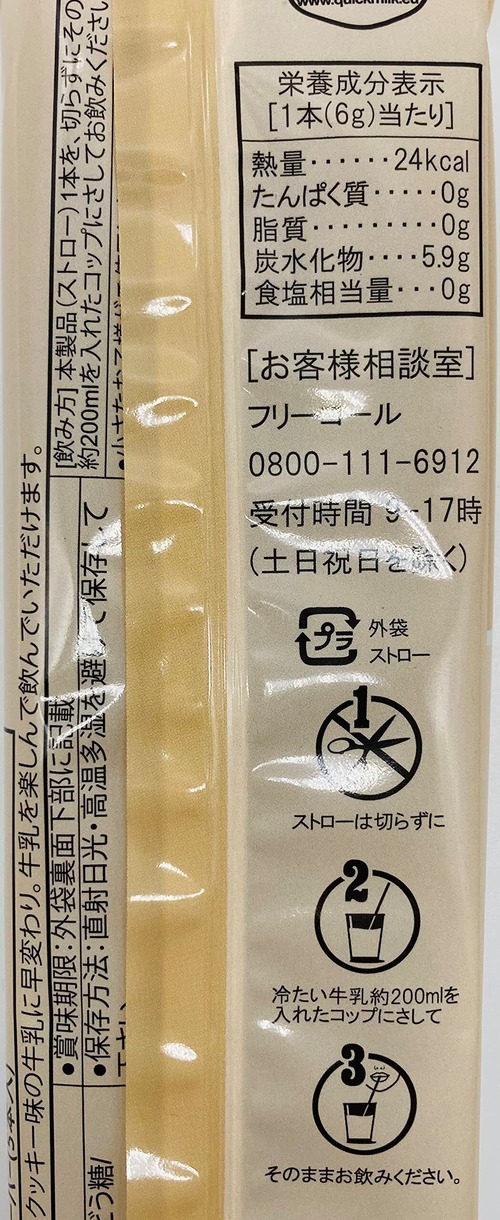 www.quickmilk.eu
栄養成分表示
[1本(6g)当たり]
熱量······24kcal
たんぱく質·····0g
脂質·········0g
炭水化物····5.9g
食塩相当量···0g
[お客様相談室]
フリーコール
0800-111-6912
受付時間 9-17時
(土日祝日を除く)
プラ
外袋
ストロー
1
ストローは切らずに
2
冷たい牛乳約200mlを
入れたコップにさして
3
そのままお飲みください。
クッキー味の牛乳に早変わり。牛乳を楽しんで飲んでいただけます。
[飲み方] 本製品(ストロー)1本を、切らずにその
約200mlを入れたコップにさしてお飲みくださ
●賞味期限:外袋裏面下部に記載
●保存方法:直射日光・高温多湿を避けて保存して
どう糖/